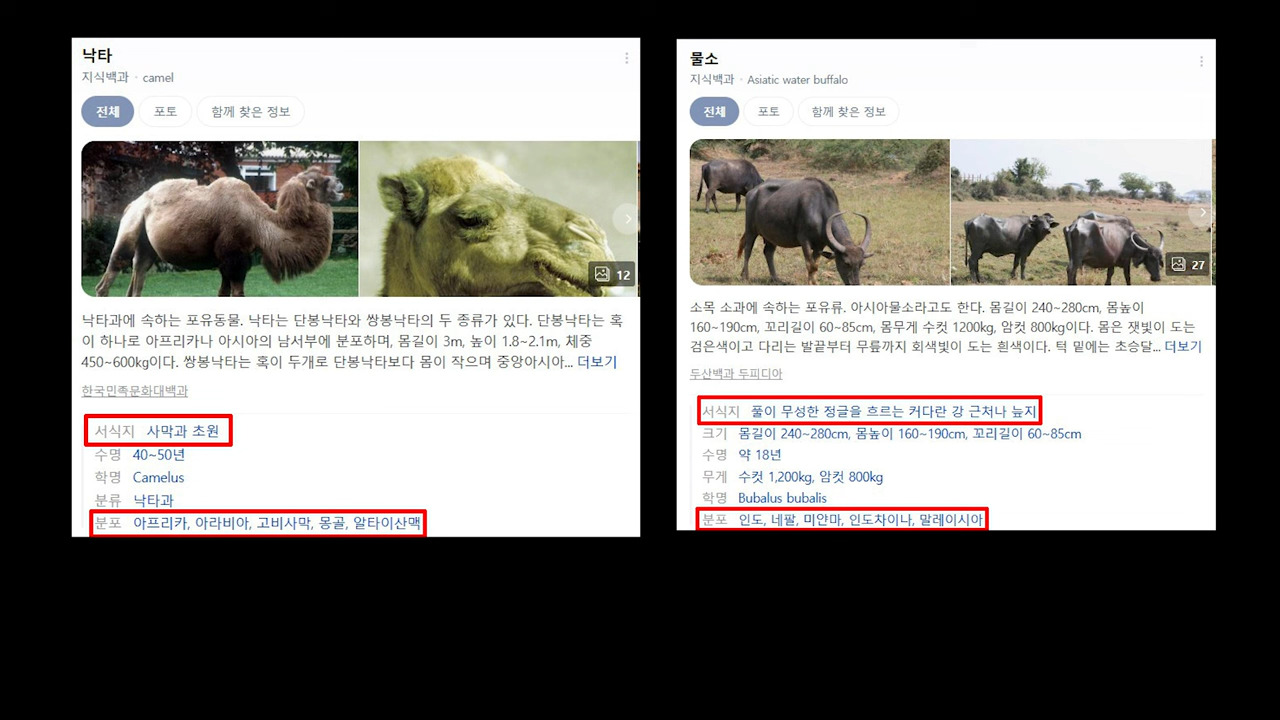 낙타
지식백과 · camel
전체 포토 함께 찾은 정보
12
낙타과에 속하는 포유동물. 낙타는 단봉낙타와 쌍봉낙타의 두 종류가 있다. 단봉낙타는 혹
이 하나로 아프리카나 아시아의 남서부에 분포하며, 몸길이 3m, 높이 1.8~2.1m, 체중
450~600kg이다. 쌍봉낙타는 혹이 두개로 단봉낙타보다 몸이 작으며 중앙아시아... 더보기
한국민족문화대백과
서식지 사막과 초원
수명 40~50년
학명 Camelus
분류 낙타과
분포 아프리카, 아라비아, 고비사막, 몽골, 알타이산맥
물소
지식백과 · Asiatic water buffalo
전체 포토 함께 찾은 정보
27
소목 소과에 속하는 포유류. 아시아물소라고도 한다. 몸길이 240~280cm, 몸높이
160~190cm, 꼬리길이 60~85cm, 몸무게 수컷 1200kg, 암컷 800kg이다. 몸은 잿빛이 도는
검은색이고 다리는 발끝부터 무릎까지 회색빛이 도는 흰색이다. 턱 밑에는 초승달... 더보기
두산백과 두피디아
서식지 풀이 무성한 정글을 흐르는 커다란 강 근처나 늪지
크기 몸길이 240~280cm, 몸높이 160~190cm, 꼬리길이 60~85cm
수명 약 18년
무게 수컷 1,200kg, 암컷 800kg
학명 Bubalus bubalis
분포 인도, 네팔, 미얀마, 인도차이나, 말레이시아